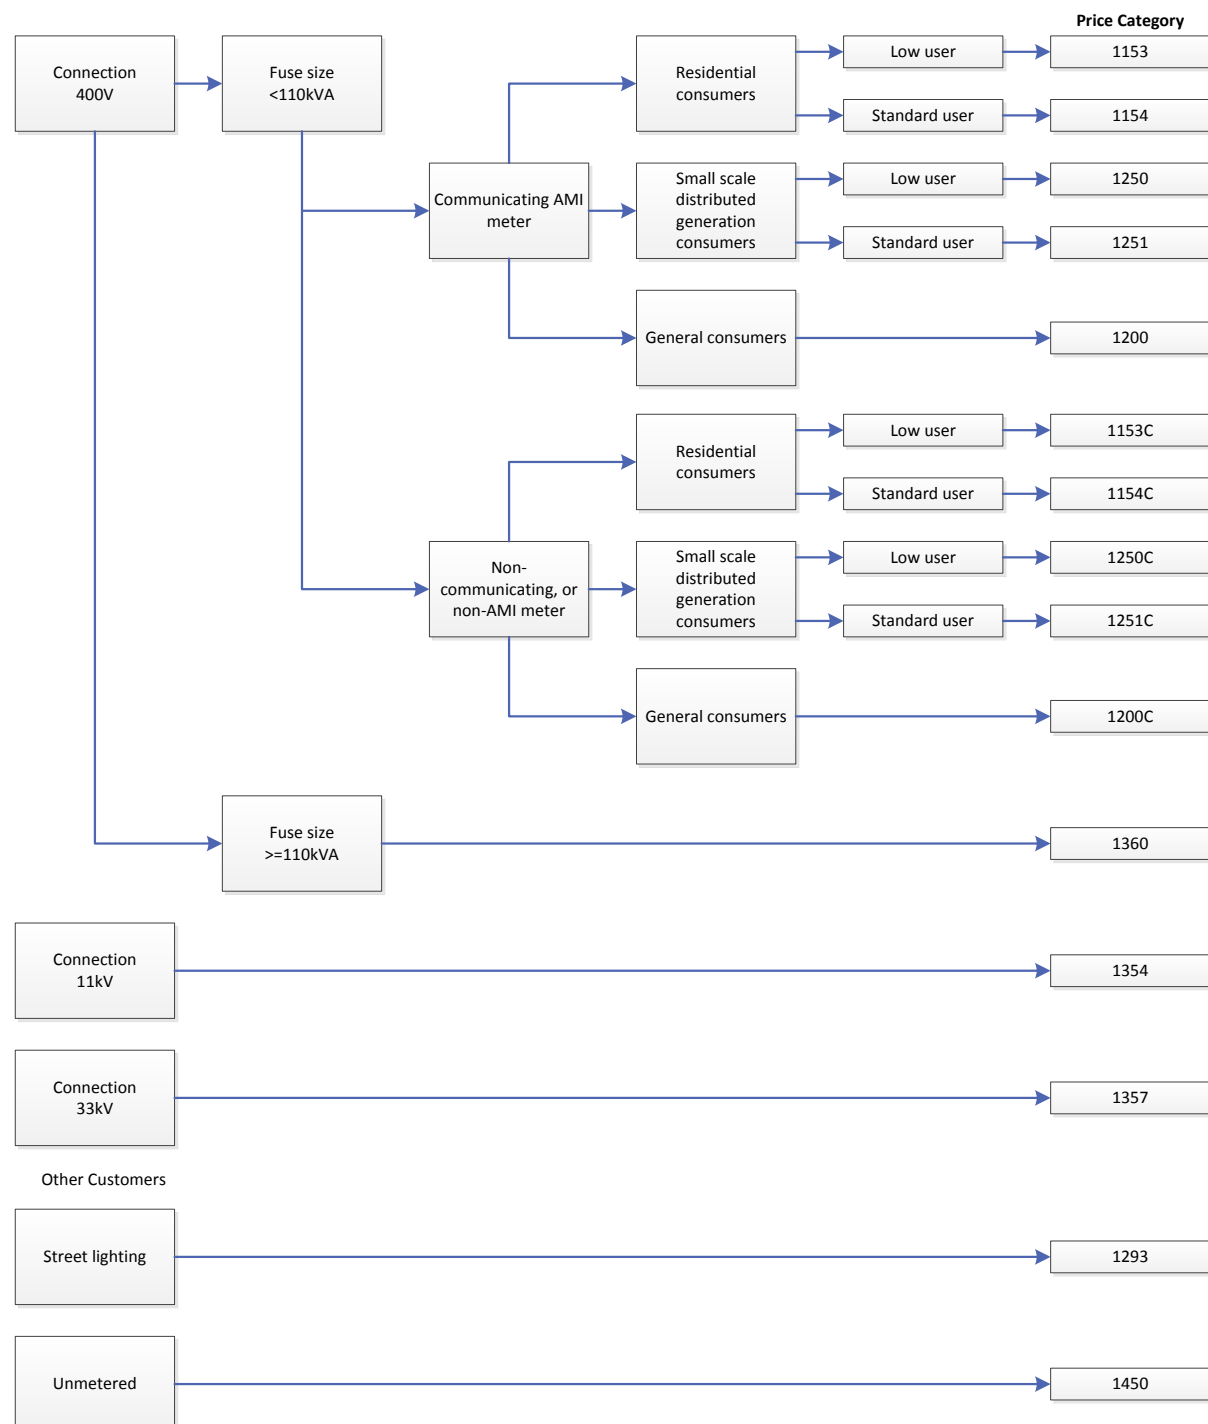 Price Category
Connection
400V
Fuse size
<110kVA
Residential
consumers
Low user
1153
Standard user
1154
Communicating AMI
meter
Small scale
distributed
generation
consumers
Low user
1250
Standard user
1251
General consumers
1200
Residential
consumers
Low user
1153C
Standard user
1154C
Non-
communicating, or
non-AMI meter
Small scale
distributed
generation
consumers
Low user
1250C
Standard user
1251C
General consumers
1200C
Fuse size
>=110kVA
1360
Connection
11kV
1354
Connection
33kV
1357
Other Customers
Street lighting
1293
Unmetered
1450